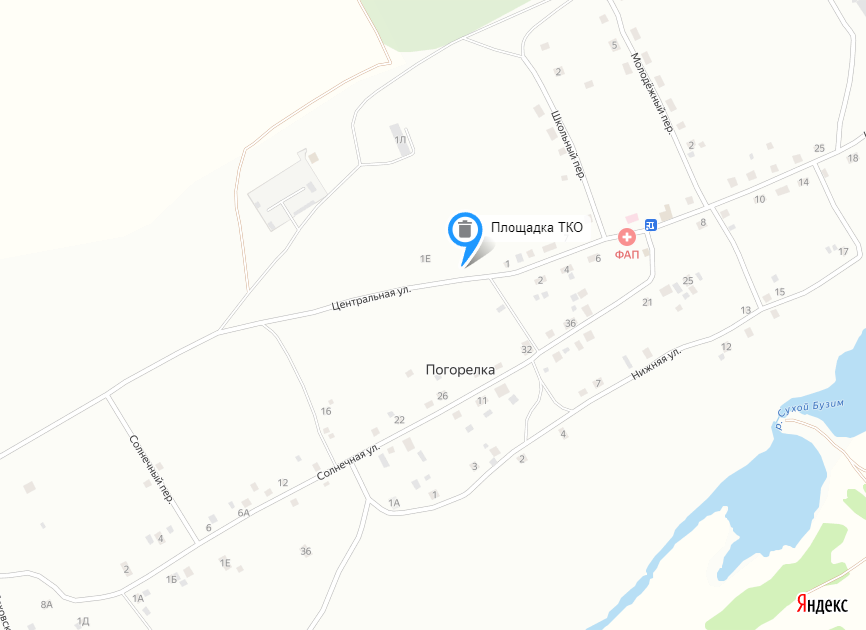 5
2
Молодёжный пер.
Школьный пер.
1Л
2
25
18
14
10
8
Площадка ТКО
ФАП
6
4
2
1
1Е
17
15
13
25
21
36
Центральная ул.
12
Нижняя ул.
32
7
Погорелка
р. Сухой Бузим
26
11
22
16
4
2
3
1
1А
Солнечная ул.
Солнечный пер.
12
6А
6
4
36
1Е
2
1Б
1А
8А
1Д
Яндекс